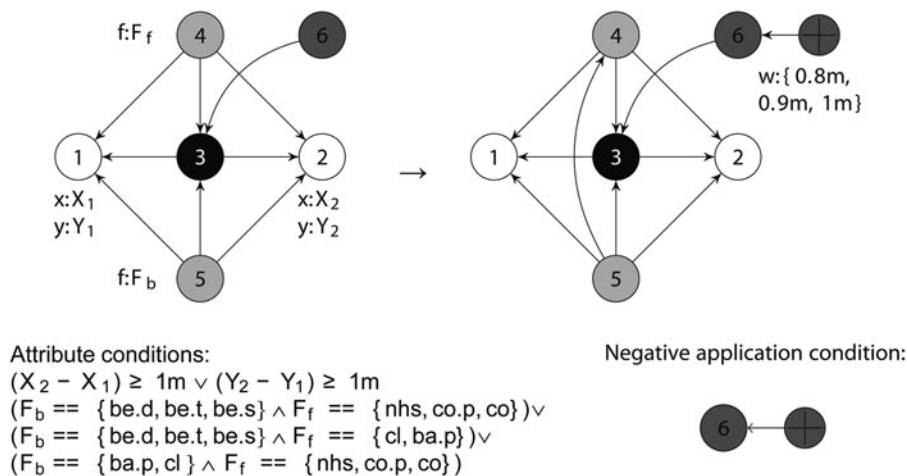 f:F_f 4 6
1 3 2
x:X_1 x:X_2
y:Y_1 y:Y_2
f:F_b 5
→
4 6
w:{ 0.8m,
0.9m, 1m}
1 3 2
5
Attribute conditions:
(X_2 − X_1) ≥ 1m ∨ (Y_2 − Y_1) ≥ 1m
(F_b == {be.d, be.t, be.s} ∧ F_f == {nhs, co.p, co})∨
(F_b == {be.d, be.t, be.s} ∧ F_f == {cl, ba.p})∨
(F_b == {ba.p, cl} ∧ F_f == {nhs, co.p, co})
Negative application condition:
6